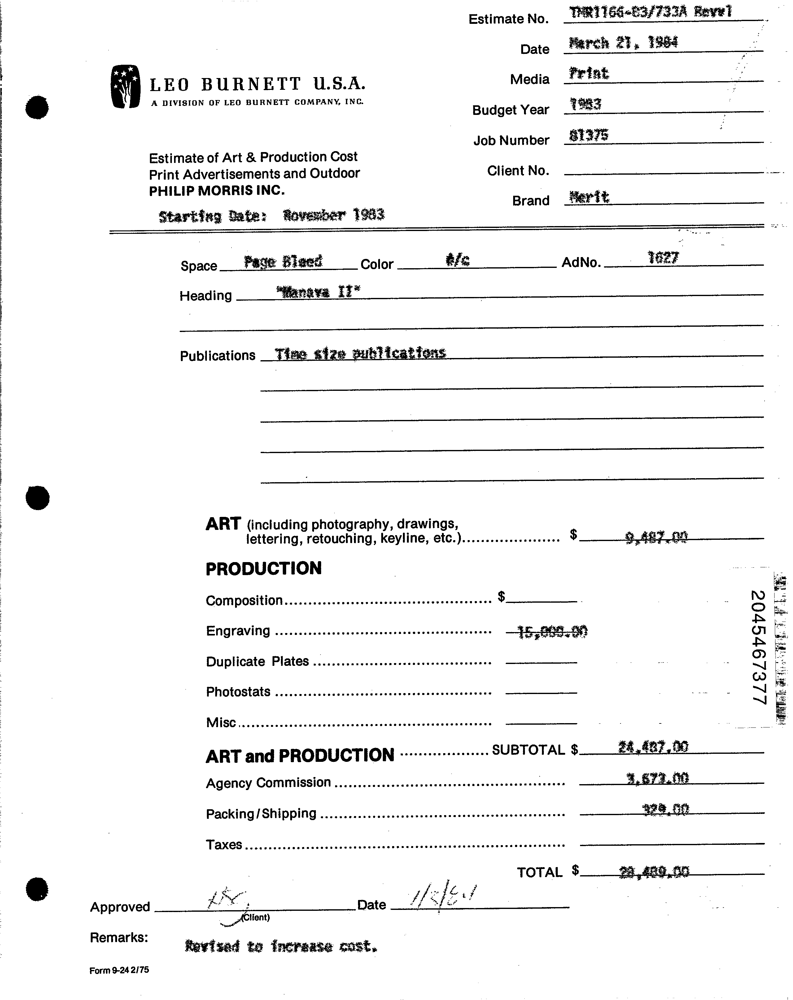 Estimate No. TMR1166-83/733A Rev#1
Date March 21, 1984
Media Print
LEO BURNETT U.S.A.
A DIVISION OF LEO BURNETT COMPANY, INC.
Budget Year 1983
Job Number 81375
Estimate of Art & Production Cost
Print Advertisements and Outdoor
PHILIP MORRIS INC.
Client No.
Brand Merit
Starting Date: November 1983
Space Page Bleed Color 4/c Ad No. 1627
Heading "Manava II"
Publications Time size publications
ART (including photography, drawings,
lettering, retouching, keyline, etc.)..................... $ 9,487.00
PRODUCTION
Composition............................................ $
Engraving ............................................. 15,000.00
Duplicate Plates .....................................
Photostats .............................................
Misc.....................................................
ART and PRODUCTION ................... SUBTOTAL $ 24,487.00
Agency Commission ................................................ 3,673.00
Packing/Shipping ................................................... 329.00
Taxes..................................................................
TOTAL $ 28,489.00
Approved Date
(Client)
Remarks: Revised to increase cost.
Form 9-24 2/75
2045467377